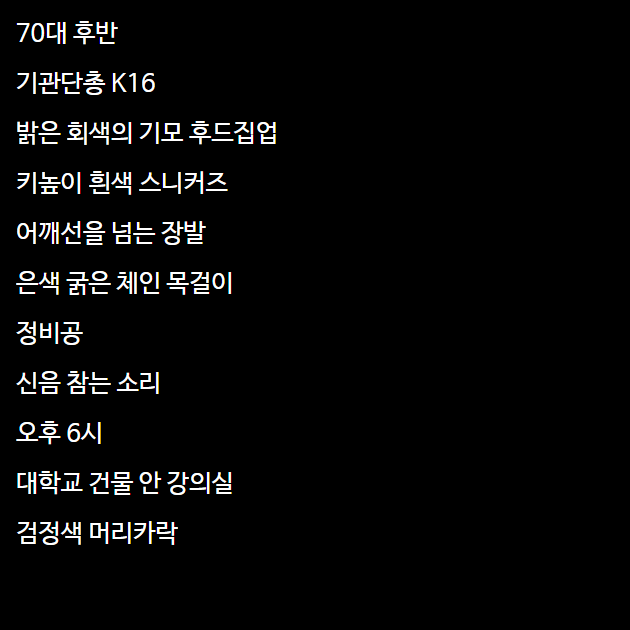 70대 후반
기관단총 K16
밝은 회색의 기모 후드집업
키높이 흰색 스니커즈
어깨선을 넘는 장발
은색 굵은 체인 목걸이
정비공
신음 참는 소리
오후 6시
대학교 건물 안 강의실
검정색 머리카락